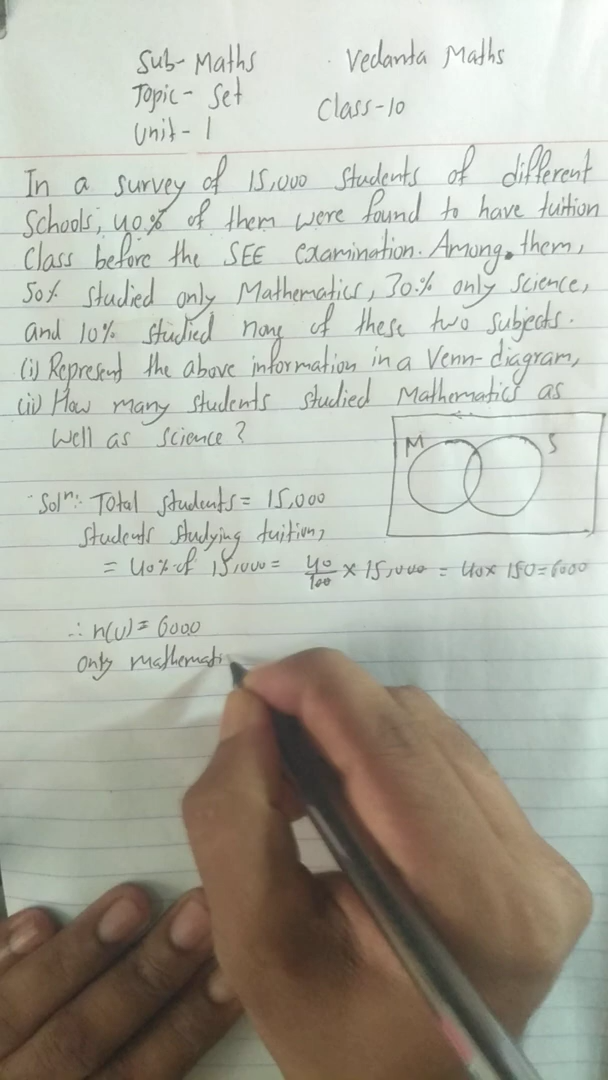 Sub- Maths
Vedanta Maths
Topic- Set
Class-10
Unit- 1
In a survey of 15,000 students of different
Schools, 40% of them were found to have tuition
Class before the SEE examination. Among them,
50% studied only Mathematics, 30% only science,
and 10% studied none of these two subjects.
(i) Represent the above information in a Venn-diagram,
(ii) How many students studied Mathematics as
well as science?
M
S
Solⁿ:- Total students = 15,000
students studying tuition,
= 40% of 15,000 = 40/100 × 15,000 = 40 × 150 = 6000
∴ n(U) = 6000
only mathemati